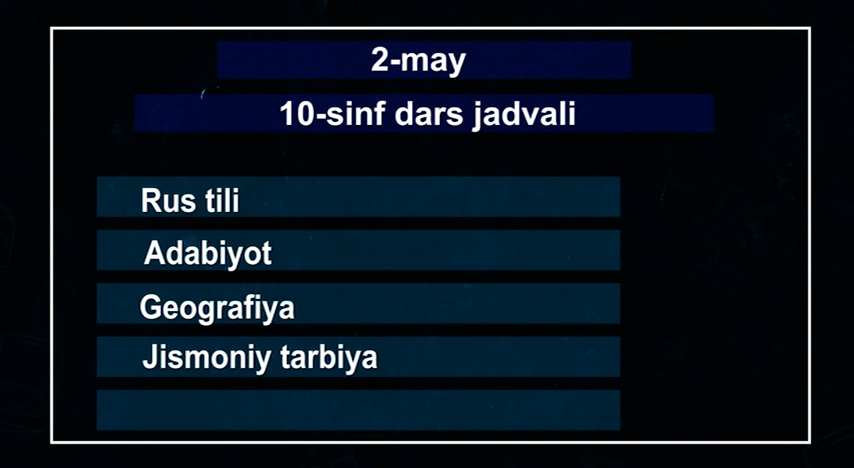 2-may
10-sinf dars jadvali
Rus tili
Adabiyot
Geografiya
Jismoniy tarbiya